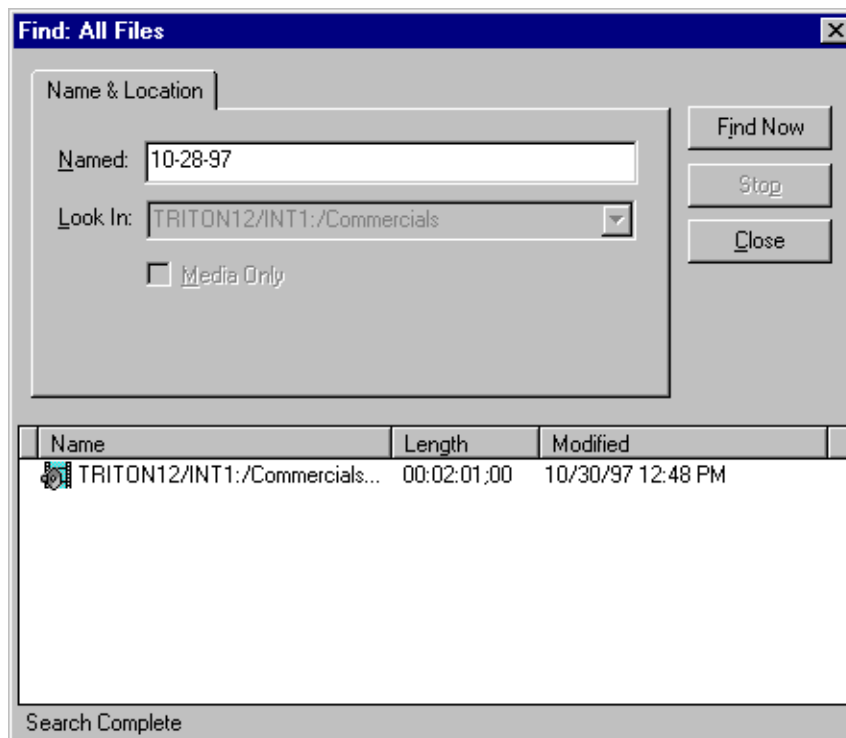 Find: All Files
Name & Location
Named: 10-28-97
Find Now
Stop
Look In: TRITON12/INT1:/Commercials
Close
Media Only
Name Length Modified
TRITON12/INT1:/Commercials... 00:02:01;00 10/30/97 12:48 PM
Search Complete